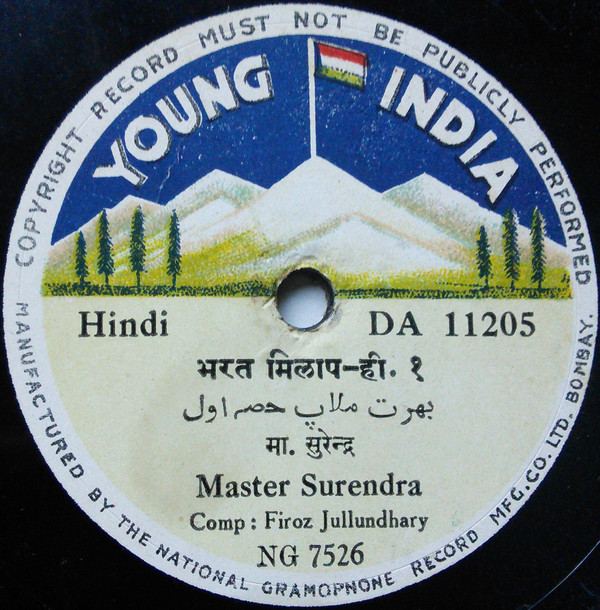 COPYRIGHT RECORD MUST NOT BE PUBLICLY PERFORMED
YOUNG INDIA
Hindi DA 11205
भरत मिलाप-ही. १
بھرت ملاپ حصہ اول
मा. सुरेन्द्र
Master Surendra
Comp : Firoz Jullundhary
NG 7526
MANUFACTURED BY THE NATIONAL GRAMOPHONE RECORD MFG. CO. LTD. BOMBAY.